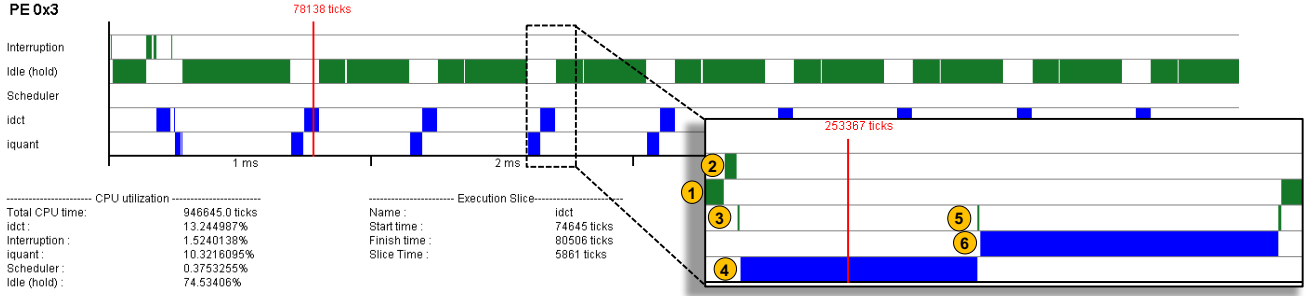 PE 0x3
78138 ticks
Interruption
Idle (hold)
Scheduler
idct
iquant
1 ms
2 ms
253367 ticks
2
1
3
5
6
4
CPU utilization
Total CPU time: 946645.0 ticks
idct : 13.244987%
Interruption : 1.5240138%
iquant : 10.3216095%
Scheduler : 0.3753255%
Idle (hold) : 74.53406%
Execution Slice
Name : idct
Start time : 74645 ticks
Finish time : 80506 ticks
Slice Time : 5861 ticks